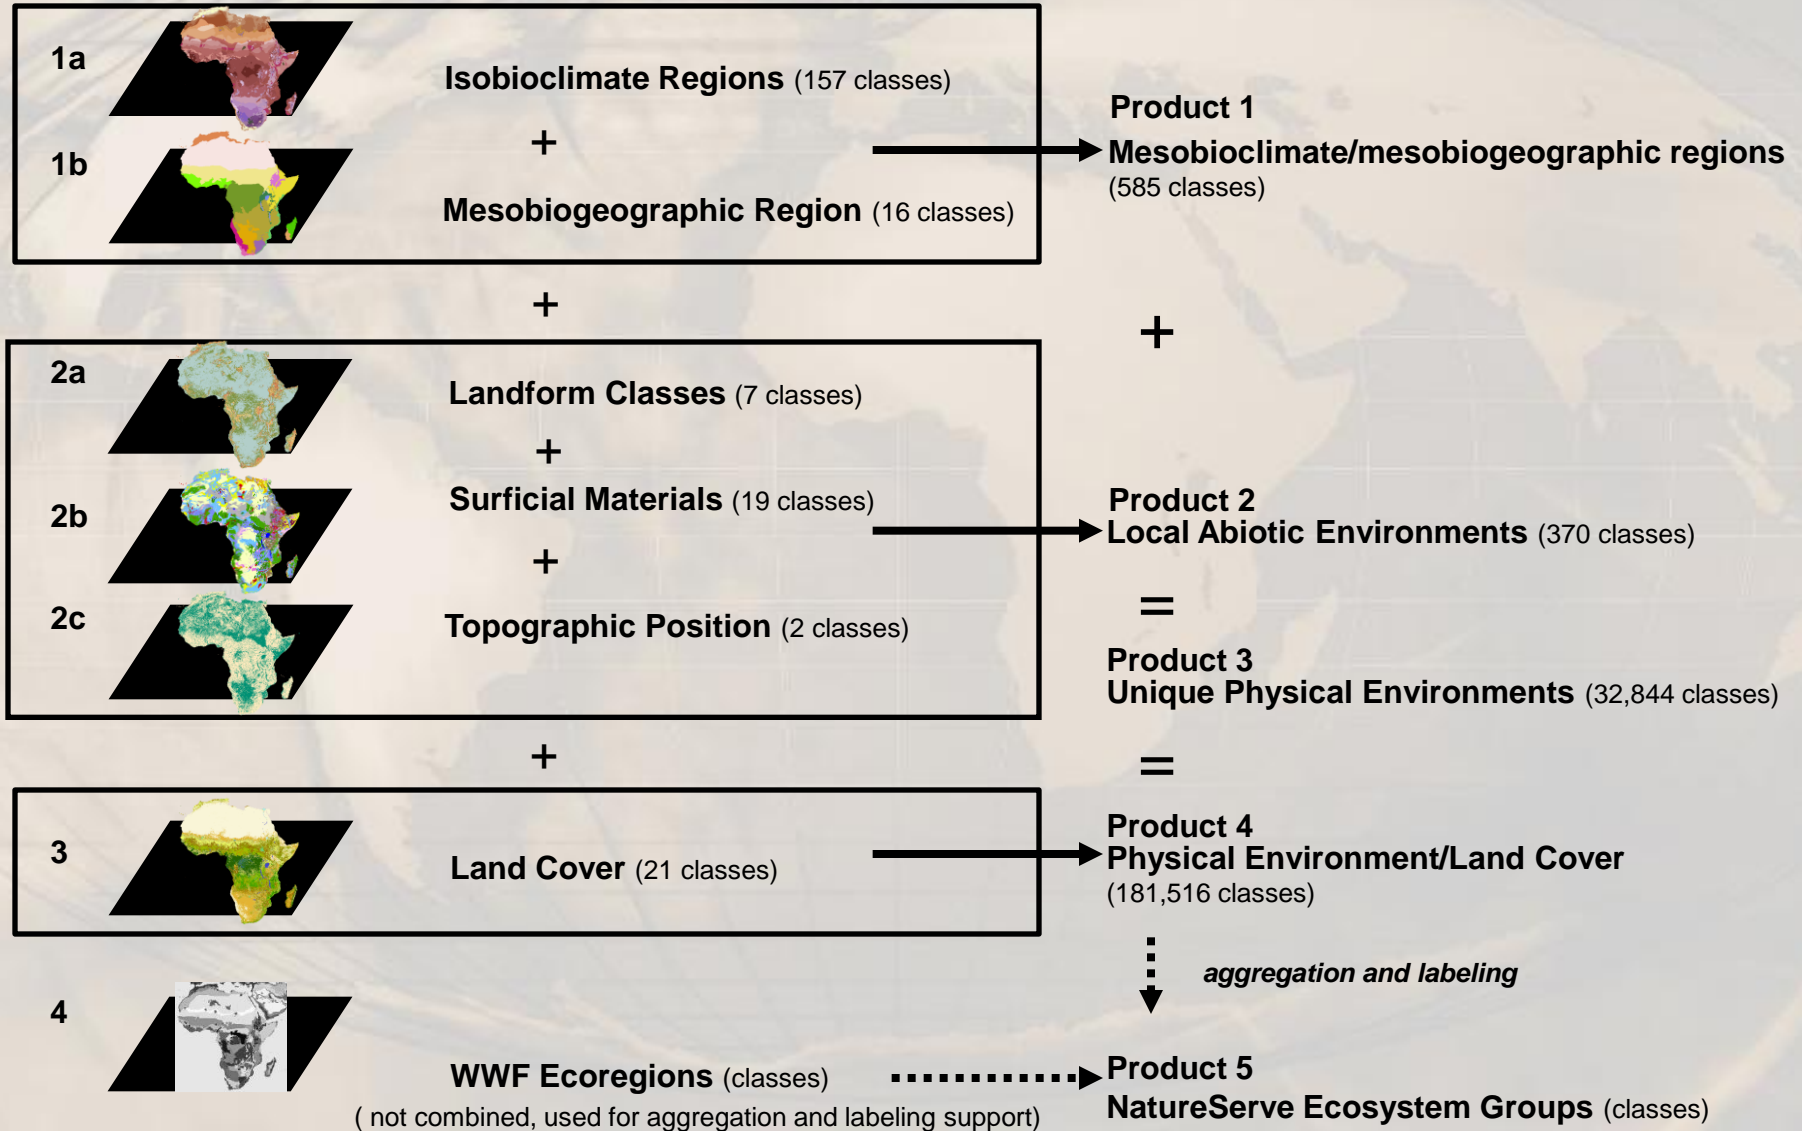 1a
Isobioclimate Regions (157 classes)
+
1b
Mesobiogeographic Region (16 classes)
Product 1
Mesobioclimate/mesobiogeographic regions
(585 classes)
+
+
2a
Landform Classes (7 classes)
+
2b
Surficial Materials (19 classes)
+
2c
Topographic Position (2 classes)
Product 2
Local Abiotic Environments (370 classes)
=
Product 3
Unique Physical Environments (32,844 classes)
+
=
3
Land Cover (21 classes)
Product 4
Physical Environment/Land Cover
(181,516 classes)
aggregation and labeling
4
WWF Ecoregions (classes)
( not combined, used for aggregation and labeling support)
Product 5
NatureServe Ecosystem Groups (classes)